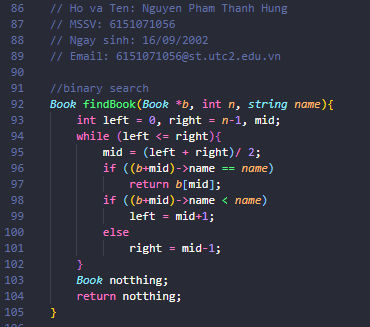 86 // Ho va Ten: Nguyen Pham Thanh Hung
87 // MSSV: 6151071056
88 // Ngay sinh: 16/09/2002
89 // Email: 6151071056@st.utc2.edu.vn
90
91 //binary search
92 Book findBook(Book *b, int n, string name){
93 int left = 0, right = n-1, mid;
94 while (left <= right){
95 mid = (left + right)/ 2;
96 if ((b+mid)->name == name)
97 return b[mid];
98 if ((b+mid)->name < name)
99 left = mid+1;
100 else
101 right = mid-1;
102 }
103 Book notthing;
104 return notthing;
105 }